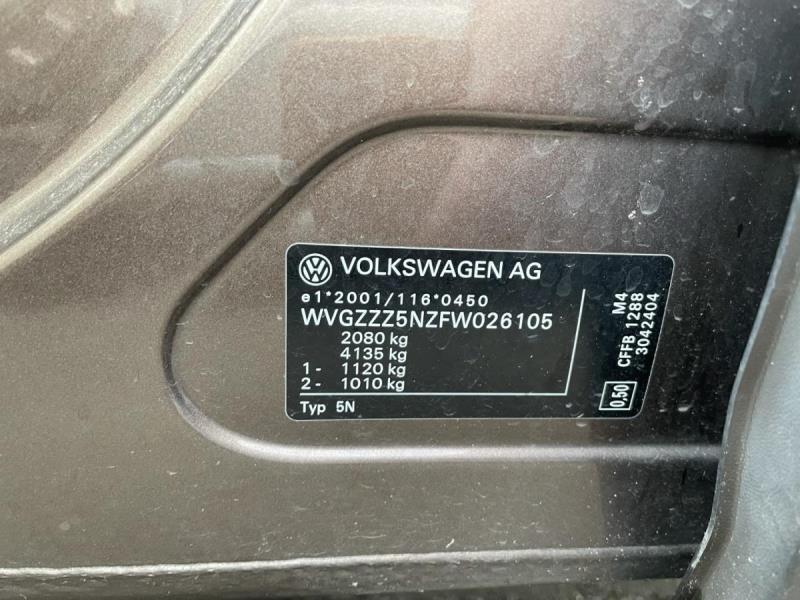 VOLKSWAGEN AG
e1*2001/116*0450
WVGZZZ5NZFW026105
2080 kg
4135 kg
1- 1120 kg
2- 1010 kg
Typ 5N
M4
CFFB 1288
3042404
0,50